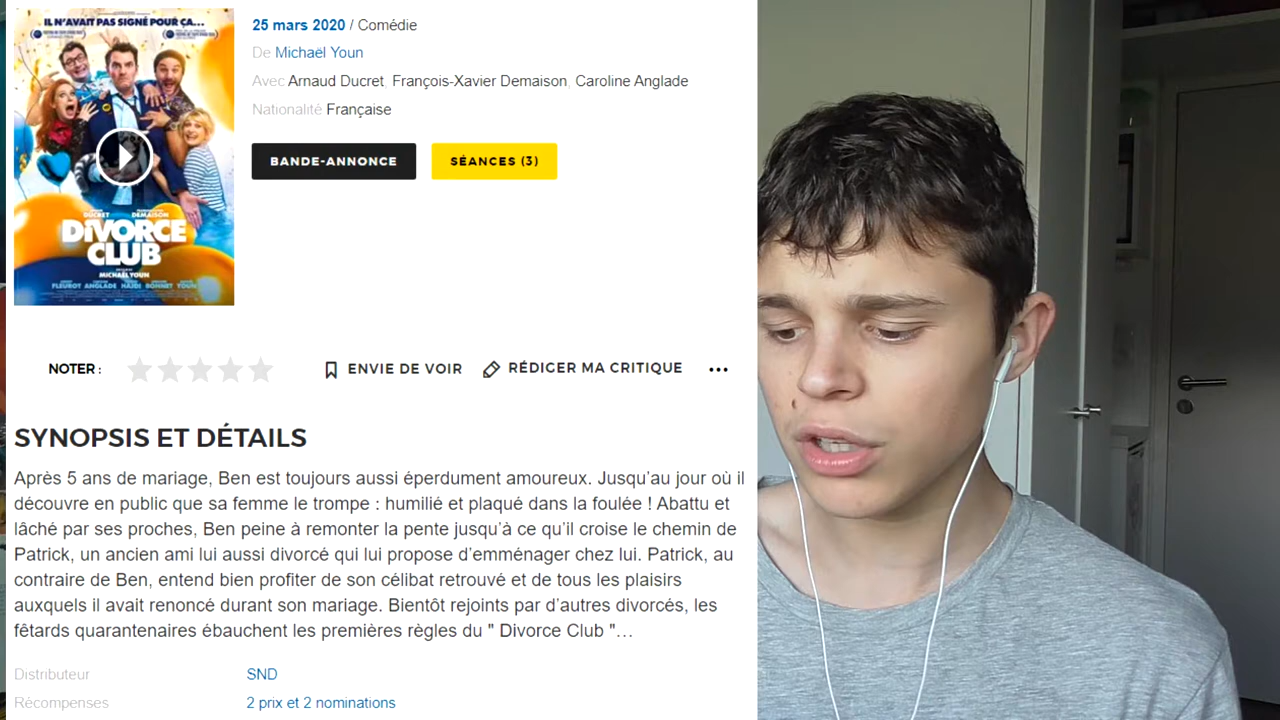 IL N'AVAIT PAS SIGNÉ POUR ÇA...
DUCRET DEMAISON
DIVORCE
CLUB
MICHAËL YOUN
FLEUROT ANGLADE HAJDI BONNET YOUN
25 mars 2020 / Comédie
De Michaël Youn
Avec Arnaud Ducret, François-Xavier Demaison, Caroline Anglade
Nationalité Française
BANDE-ANNONCE SÉANCES (3)
NOTER : ENVIE DE VOIR RÉDIGER MA CRITIQUE ...
SYNOPSIS ET DÉTAILS
Après 5 ans de mariage, Ben est toujours aussi éperdument amoureux. Jusqu'au jour où il
découvre en public que sa femme le trompe : humilié et plaqué dans la foulée ! Abattu et
lâché par ses proches, Ben peine à remonter la pente jusqu'à ce qu'il croise le chemin de
Patrick, un ancien ami lui aussi divorcé qui lui propose d'emménager chez lui. Patrick, au
contraire de Ben, entend bien profiter de son célibat retrouvé et de tous les plaisirs
auxquels il avait renoncé durant son mariage. Bientôt rejoints par d'autres divorcés, les
fêtards quarantenaires ébauchent les premières règles du " Divorce Club "…
Distributeur SND
Récompenses 2 prix et 2 nominations